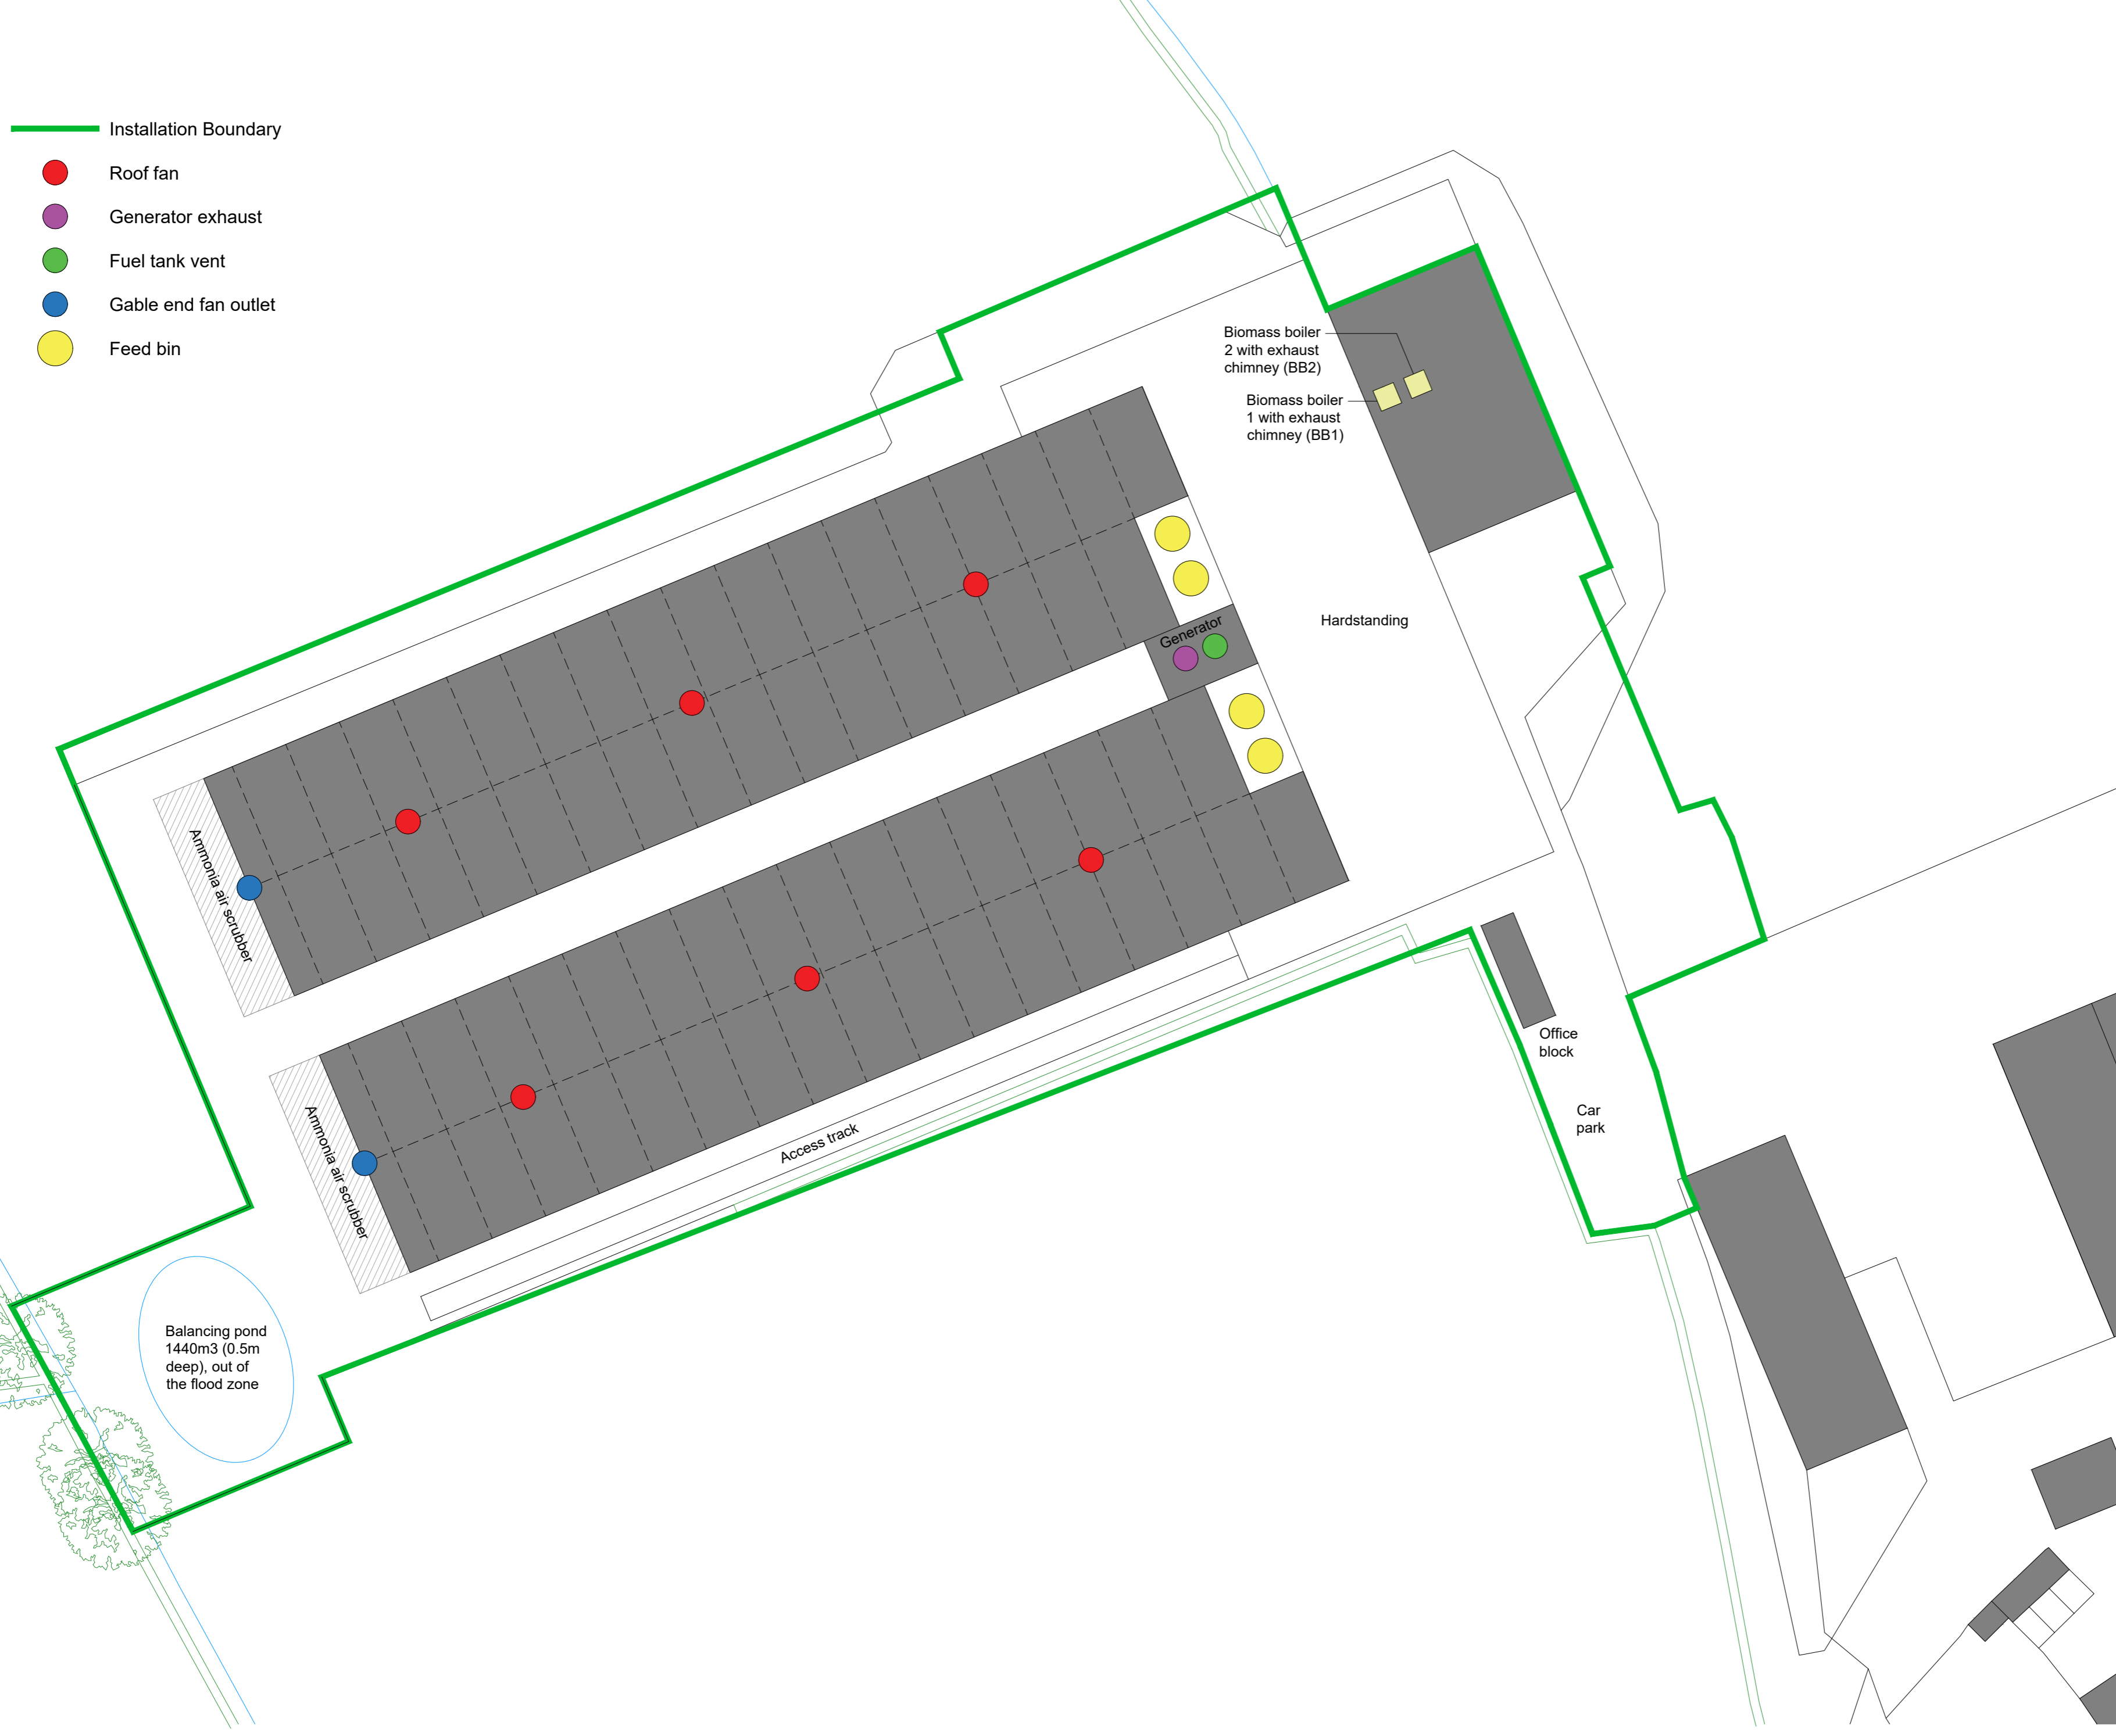 Installation Boundary
Roof fan
Generator exhaust
Fuel tank vent
Gable end fan outlet
Feed bin
Biomass boiler
2 with exhaust
chimney (BB2)
Biomass boiler
1 with exhaust
chimney (BB1)
Generator
Hardstanding
Ammonia air scrubber
Ammonia air scrubber
Access track
Office
block
Car
park
Balancing pond
1440m3 (0.5m
deep), out of
the flood zone